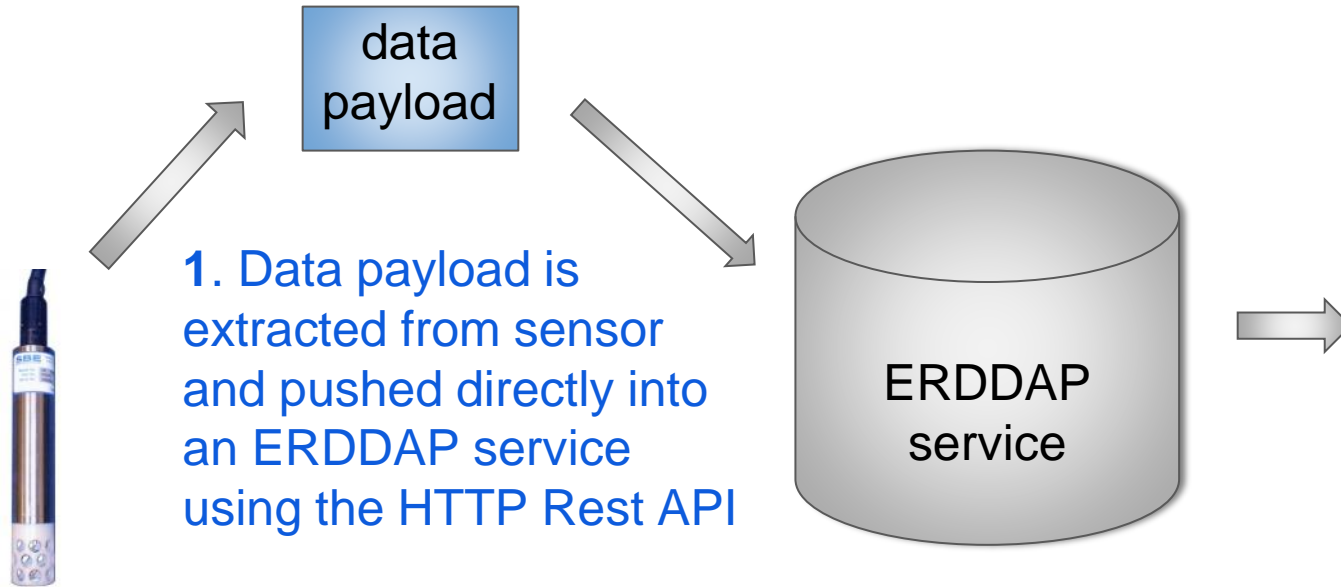 data
payload
1. Data payload is
extracted from sensor
and pushed directly into
an ERDDAP service
using the HTTP Rest API
ERDDAP
service
SBE